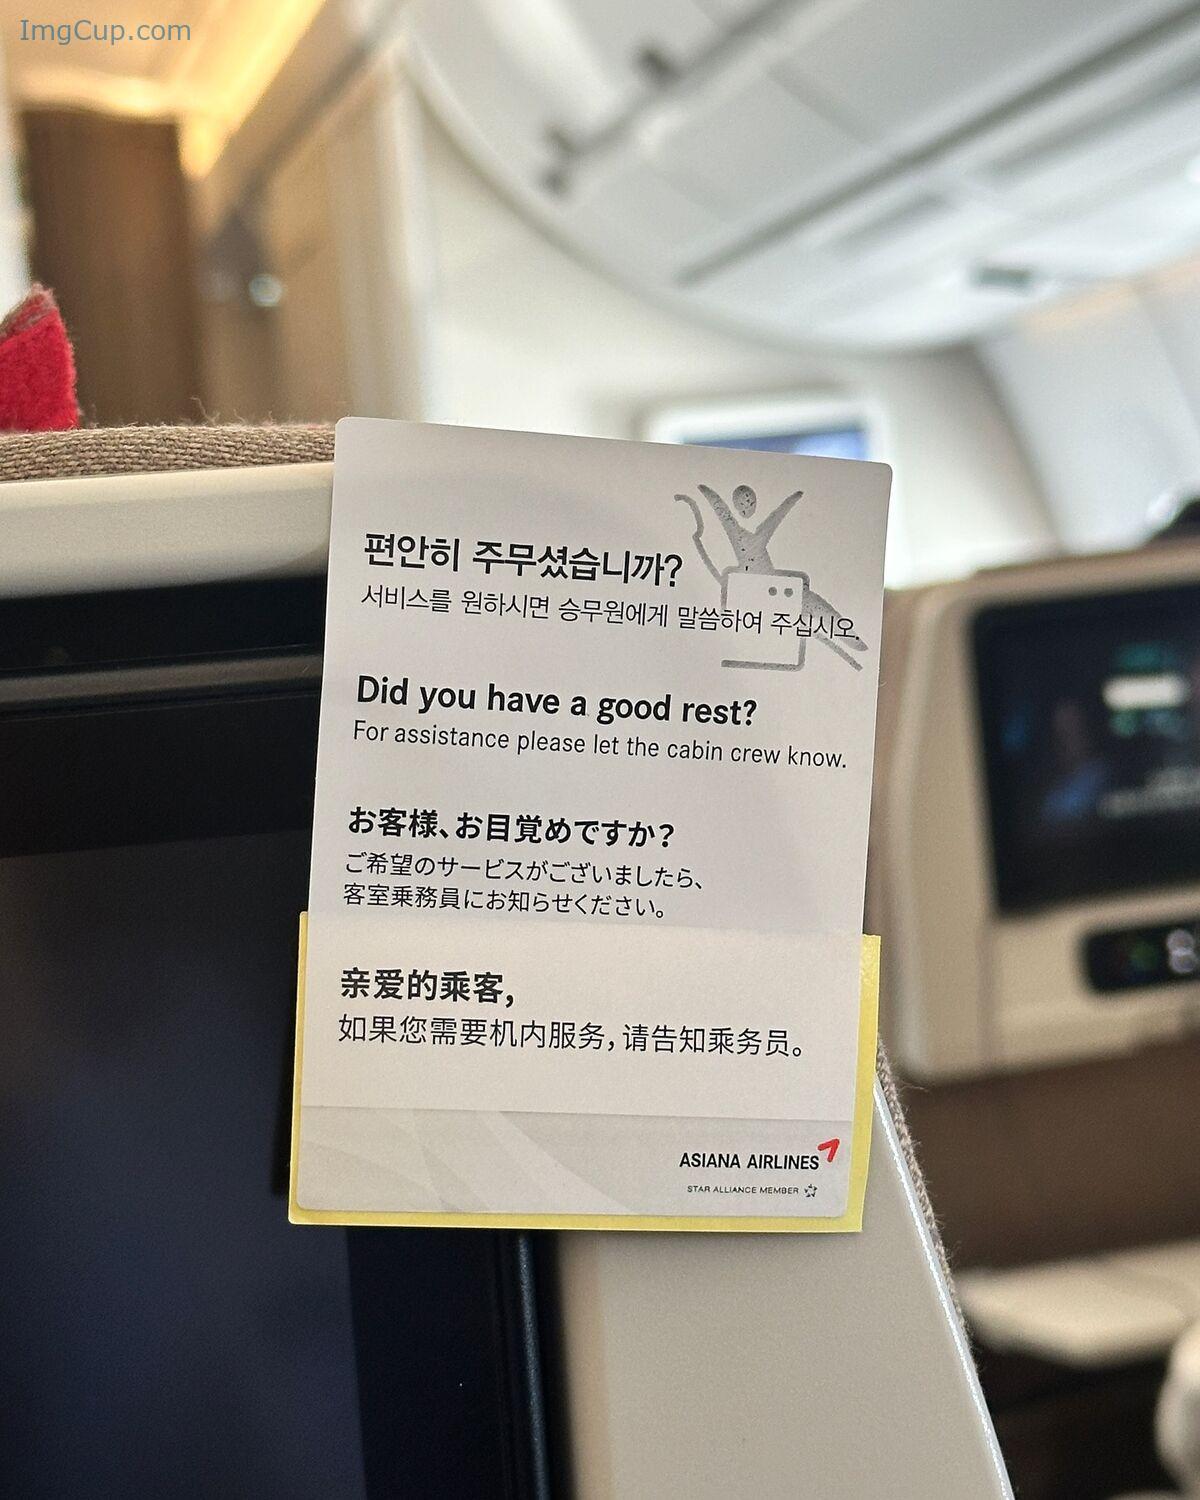 ImgCup.com
편안히 주무셨습니까?
서비스를 원하시면 승무원에게 말씀하여 주십시오.
Did you have a good rest?
For assistance please let the cabin crew know.
お客様、お目覚めですか?
ご希望のサービスがございましたら、
客室乗務員にお知らせください。
亲爱的乘客,
如果您需要机内服务,请告知乘务员。
ASIANA AIRLINES
STAR ALLIANCE MEMBER